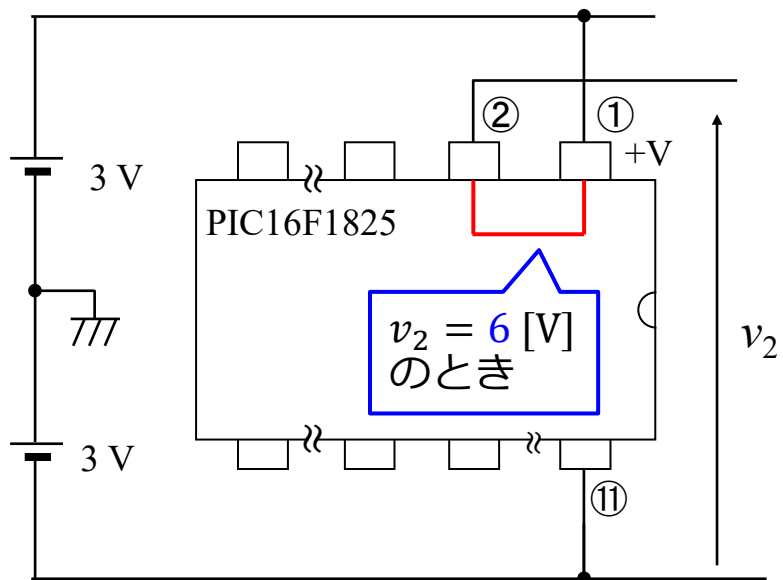 ② ①
+V
3 V
PIC16F1825
v₂ = 6 [V]
のとき
v₂
3 V
⑪